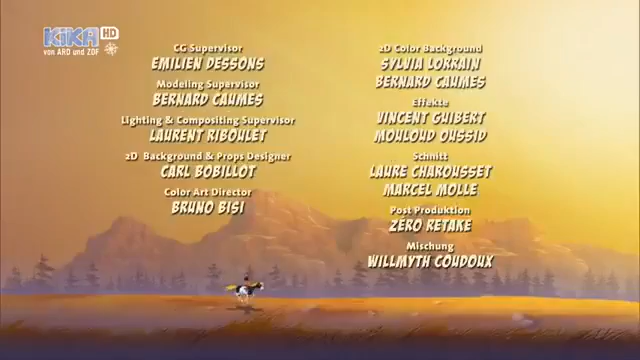 KiKA HD
von ARD und ZDF
CG Supervisor
EMILIEN DESSONS
Modeling Supervisor
BERNARD CAUMES
Lighting & Compositing Supervisor
LAURENT RIBOULET
2D Background & Props Designer
CARL BOBILLOT
Color Art Director
BRUNO BISI
2D Color Background
SYLVIA LORRAIN
BERNARD CAUMES
Effekte
VINCENT GUIBERT
MOULOUD OUSSID
Schnitt
LAURE CHAROUSSET
MARCEL MOLLE
Post Produktion
ZÉRO RETAKE
Mischung
WILLMYTH COUDOUX